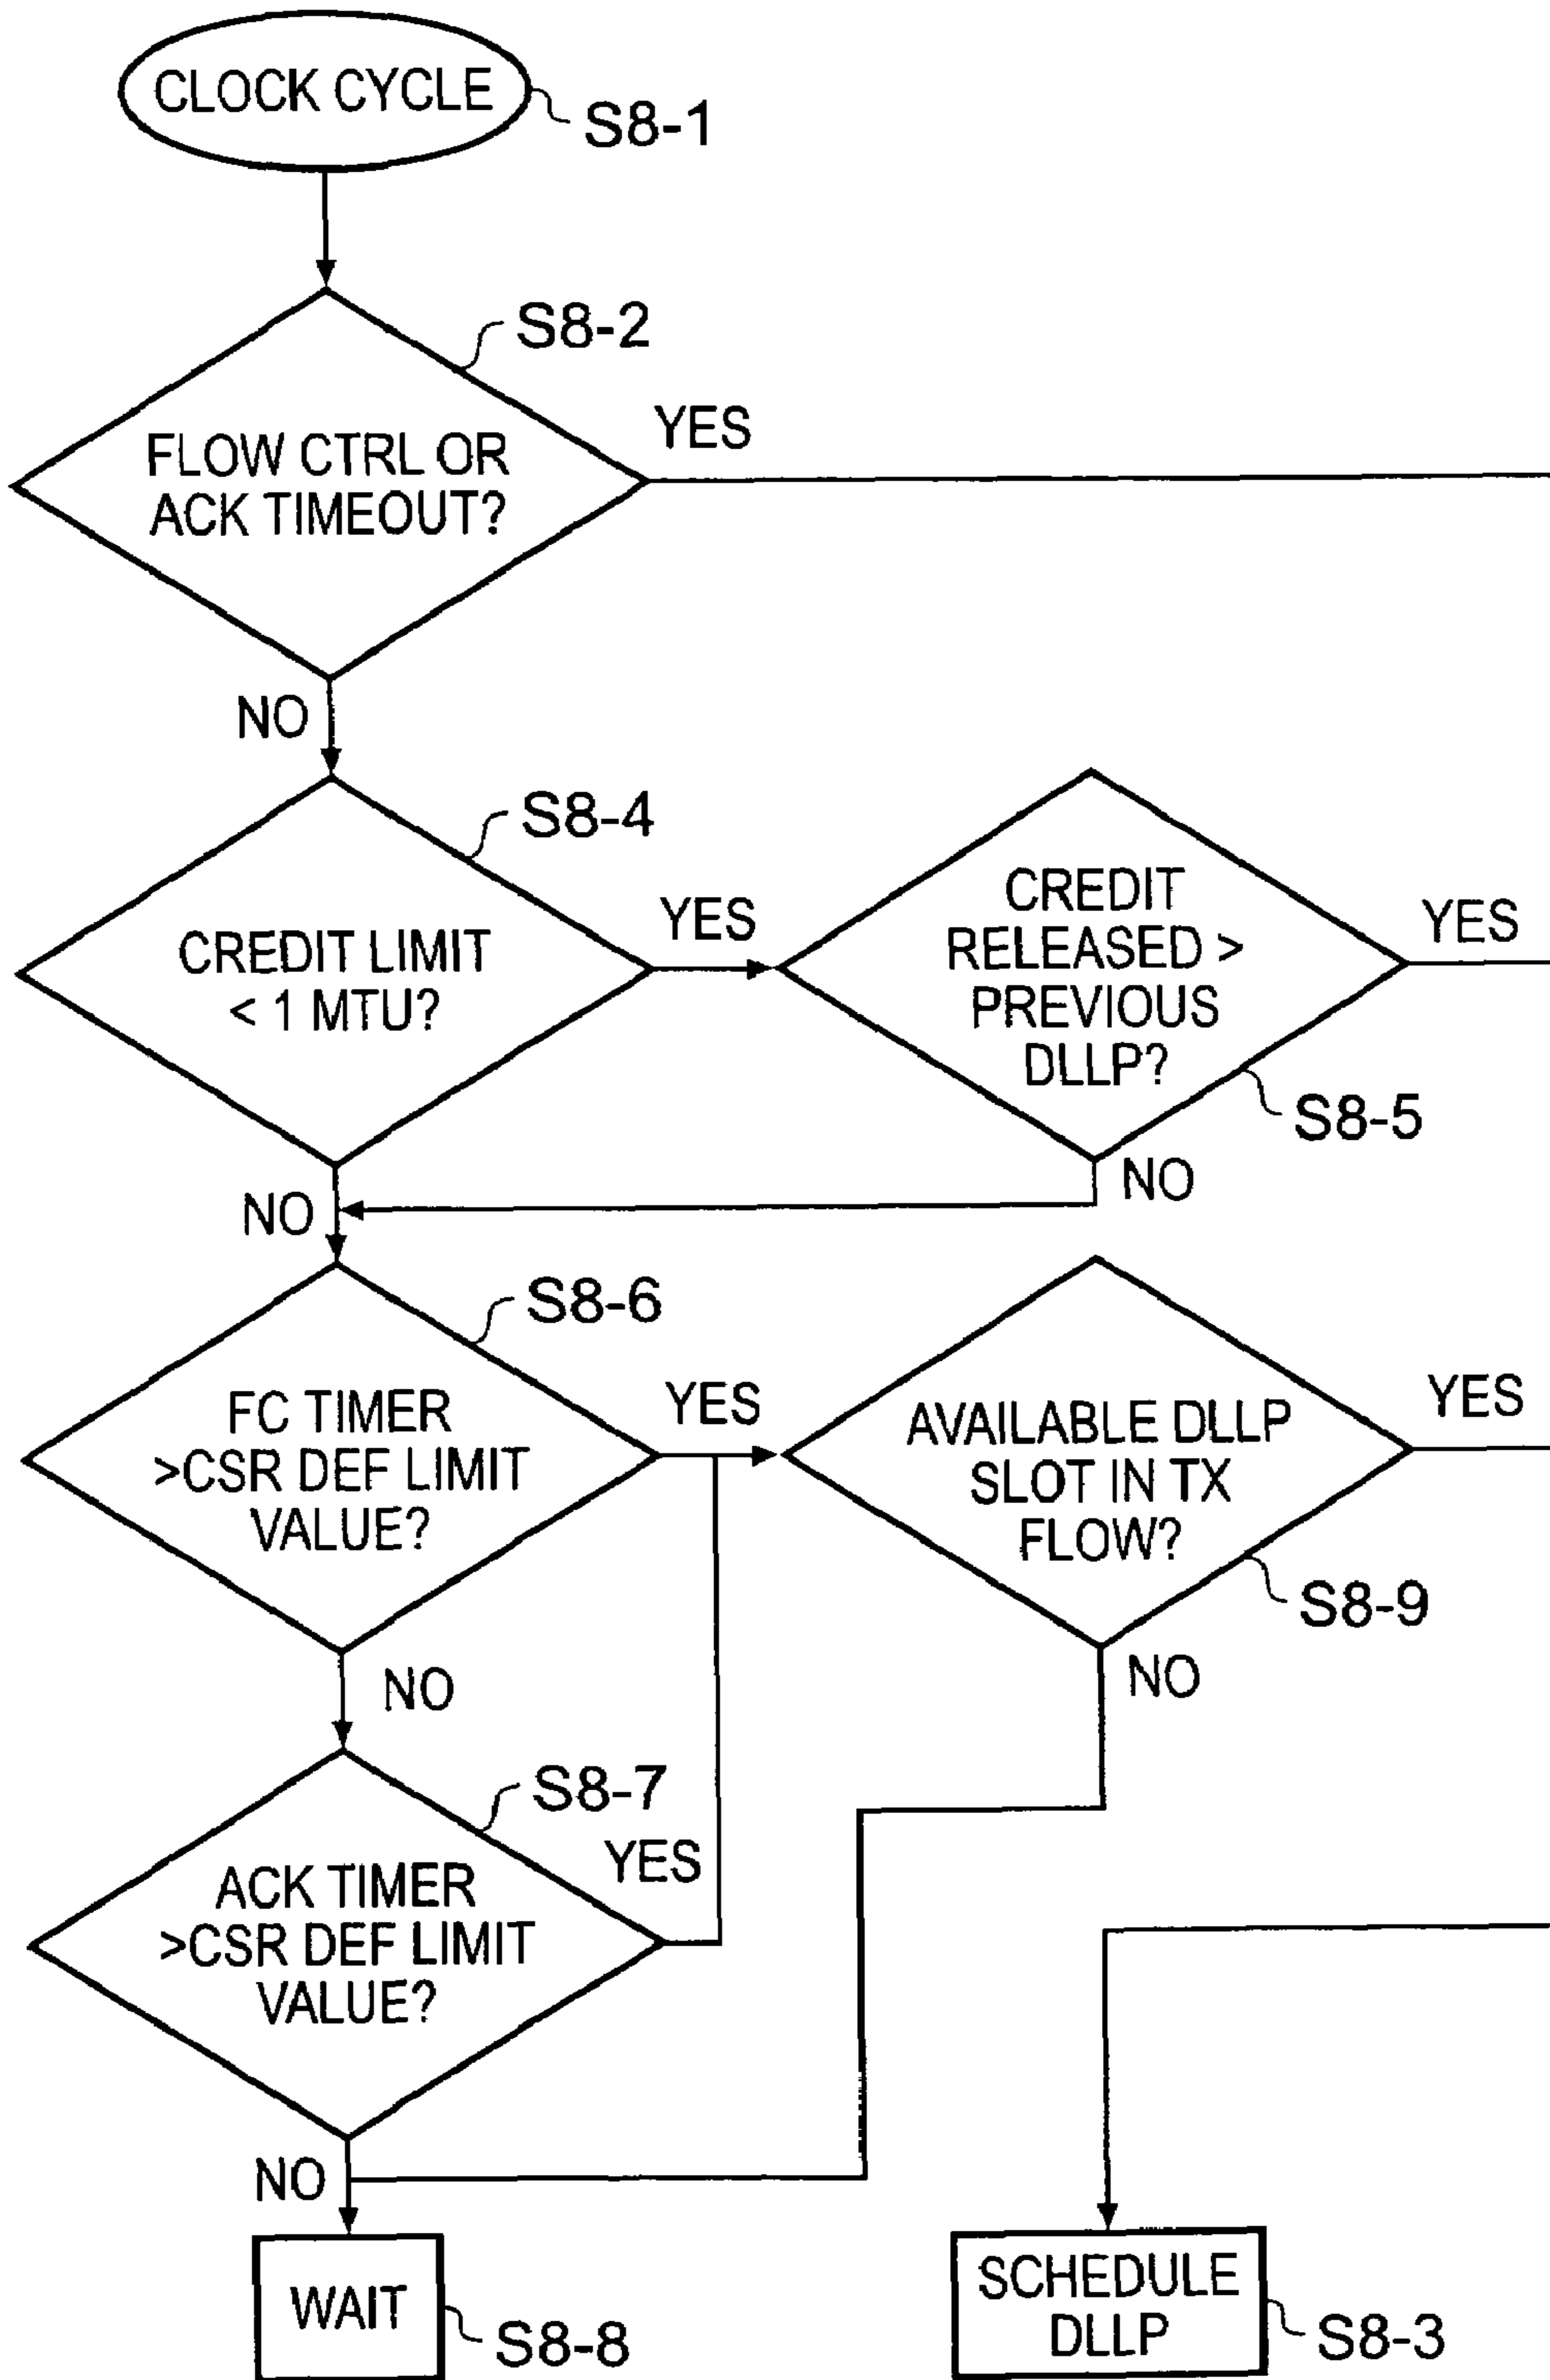 CLOCK CYCLE
S8-1
S8-2
FLOW CTRL OR
ACK TIMEOUT?
YES
NO
S8-4
CREDIT LIMIT
< 1 MTU?
YES
CREDIT
RELEASED >
PREVIOUS
DLLP?
YES
S8-5
NO
NO
S8-6
FC TIMER
>CSR DEF LIMIT
VALUE?
YES
AVAILABLE DLLP
SLOT IN TX
FLOW?
YES
S8-9
NO
NO
S8-7
ACK TIMER
>CSR DEF LIMIT
VALUE?
YES
NO
WAIT
S8-8
SCHEDULE
DLLP
S8-3